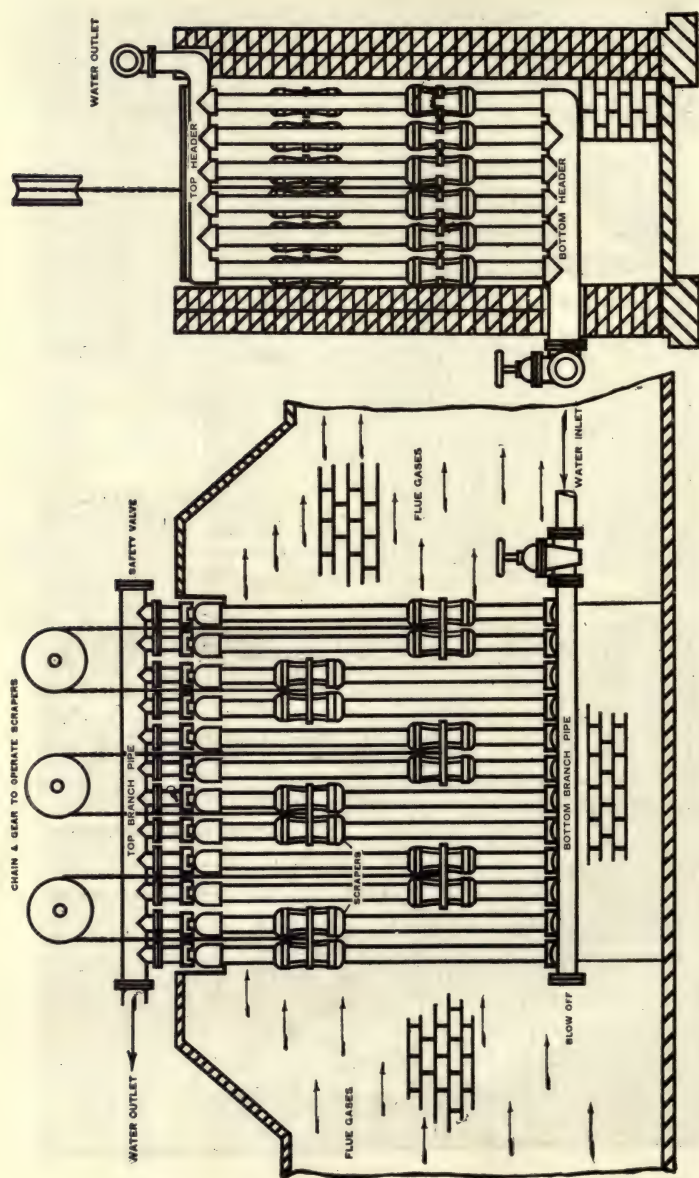 CHAIN & GEAR TO OPERATE SCRAPERS
WATER OUTLET
SAFETY VALVE
TOP BRANCH PIPE
SCRAPERS
FLUE GASES
FLUE GASES
BLOW OFF
BOTTOM BRANCH PIPE
WATER INLET
WATER OUTLET
TOP HEADER
BOTTOM HEADER